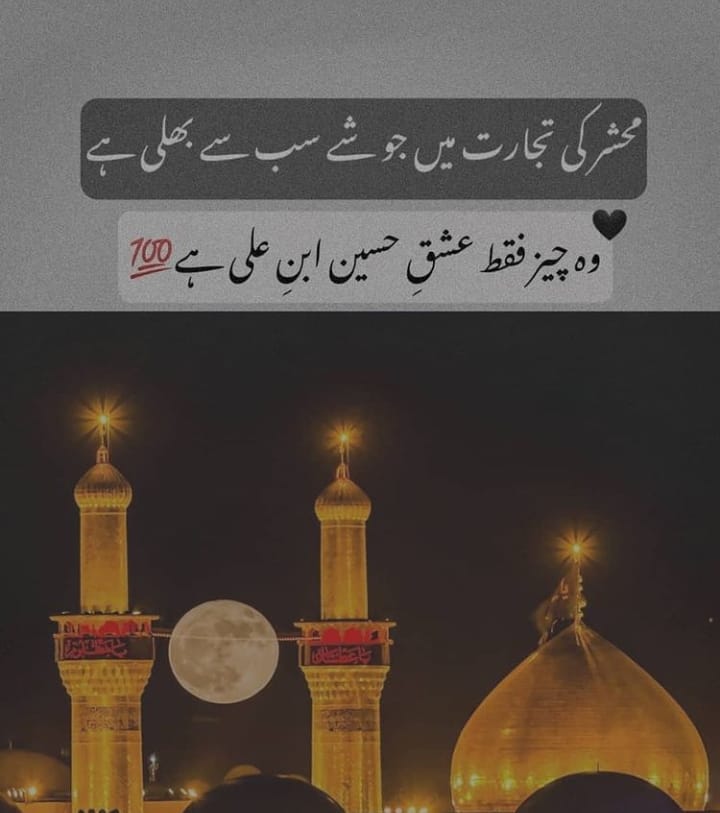 محشر کی تجارت میں جو شے سب سے بھلی ہے
وہ چیز فقط عشقِ حسین ابنِ علی ہے 💯